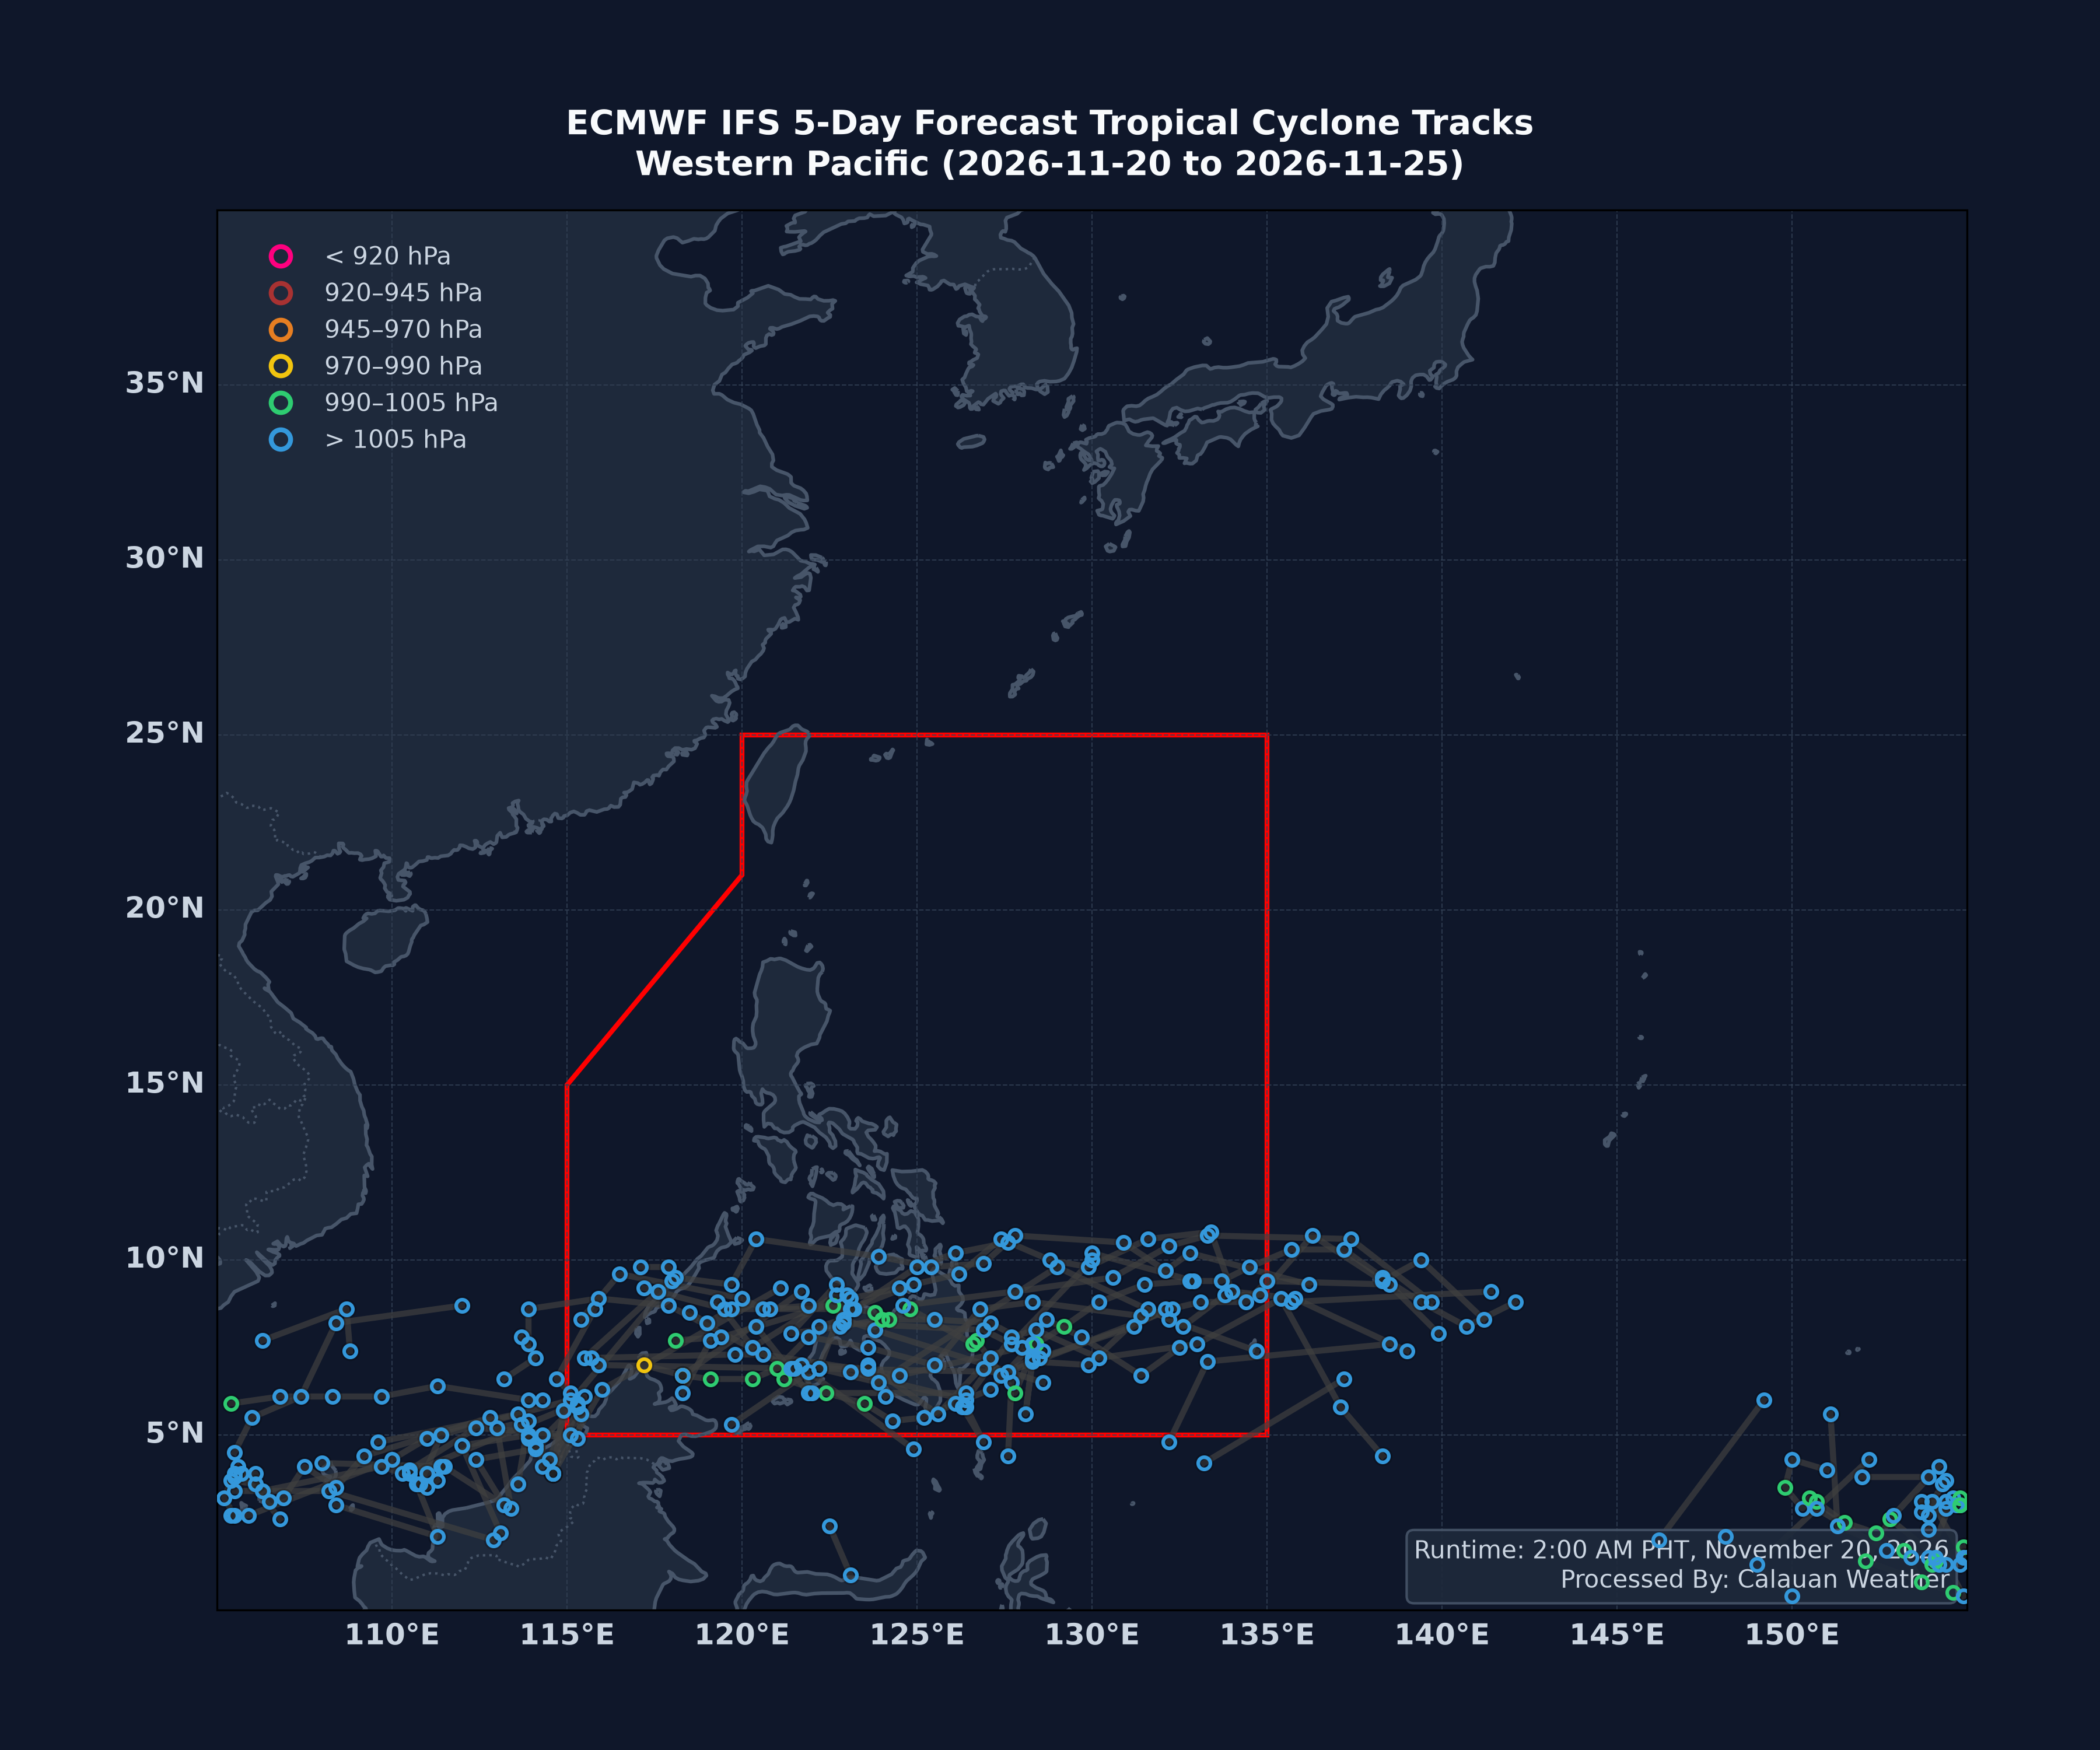 ECMWF IFS 5-Day Forecast Tropical Cyclone Tracks
Western Pacific (2026-11-20 to 2026-11-25)
< 920 hPa
920–945 hPa
945–970 hPa
970–990 hPa
990–1005 hPa
> 1005 hPa
35°N
30°N
25°N
20°N
15°N
10°N
5°N
Runtime: 2:00 AM PHT, November 20, 2026
Processed By: Calauan Weather
110°E
115°E
120°E
125°E
130°E
135°E
140°E
145°E
150°E